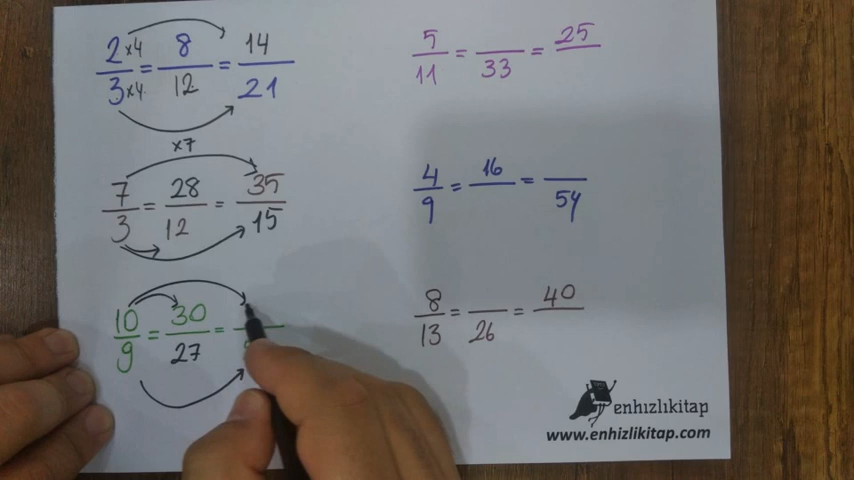 2/3 ×4 ×4 = 8/12 = 14/21
×7
7/3 = 28/12 = 35/15
10/9 = 30/27 =
5/11 = /33 = 25/
4/9 = 16/ = /54
8/13 = /26 = 40/
enhızlıkitap
www.enhizlikitap.com